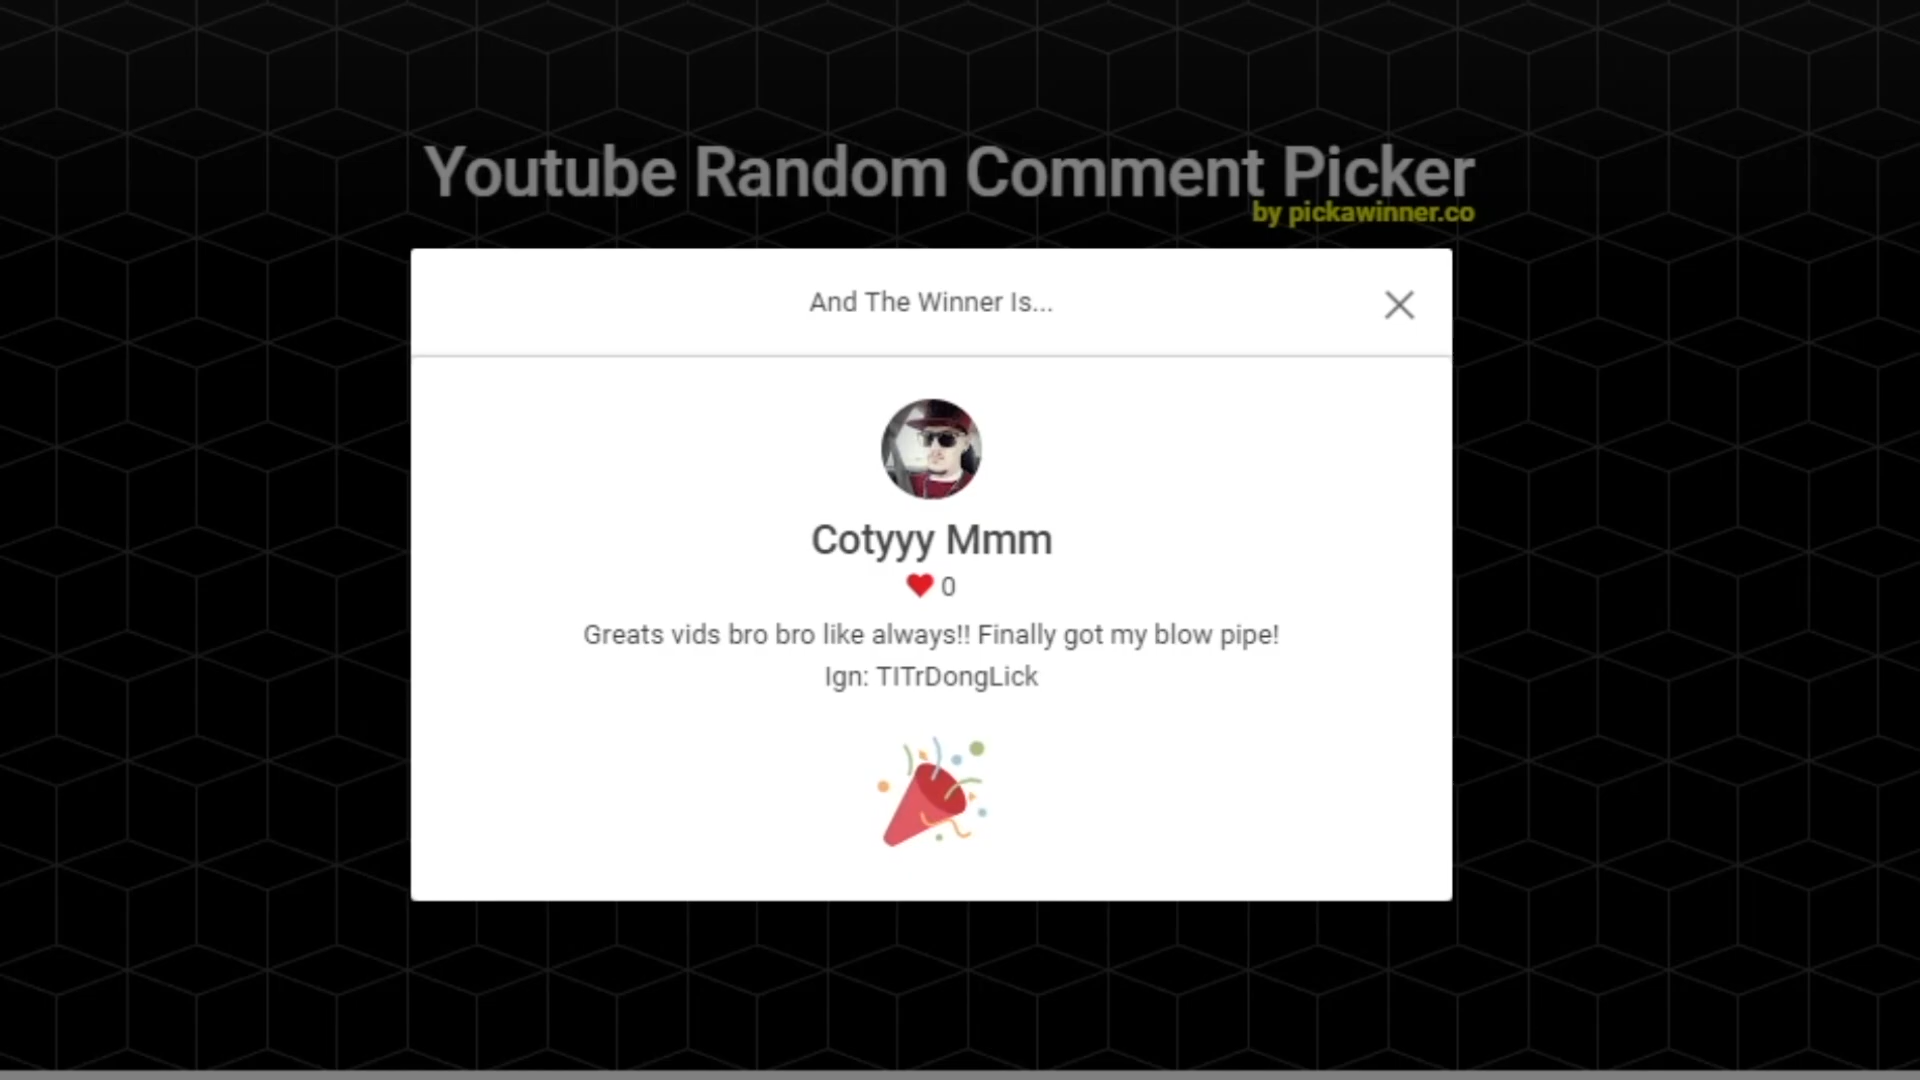 Youtube Random Comment Picker
by pickawinner.co
And The Winner Is...
Cotyyy Mmm
0
Greats vids bro bro like always!! Finally got my blow pipe!
Ign: TITrDongLick